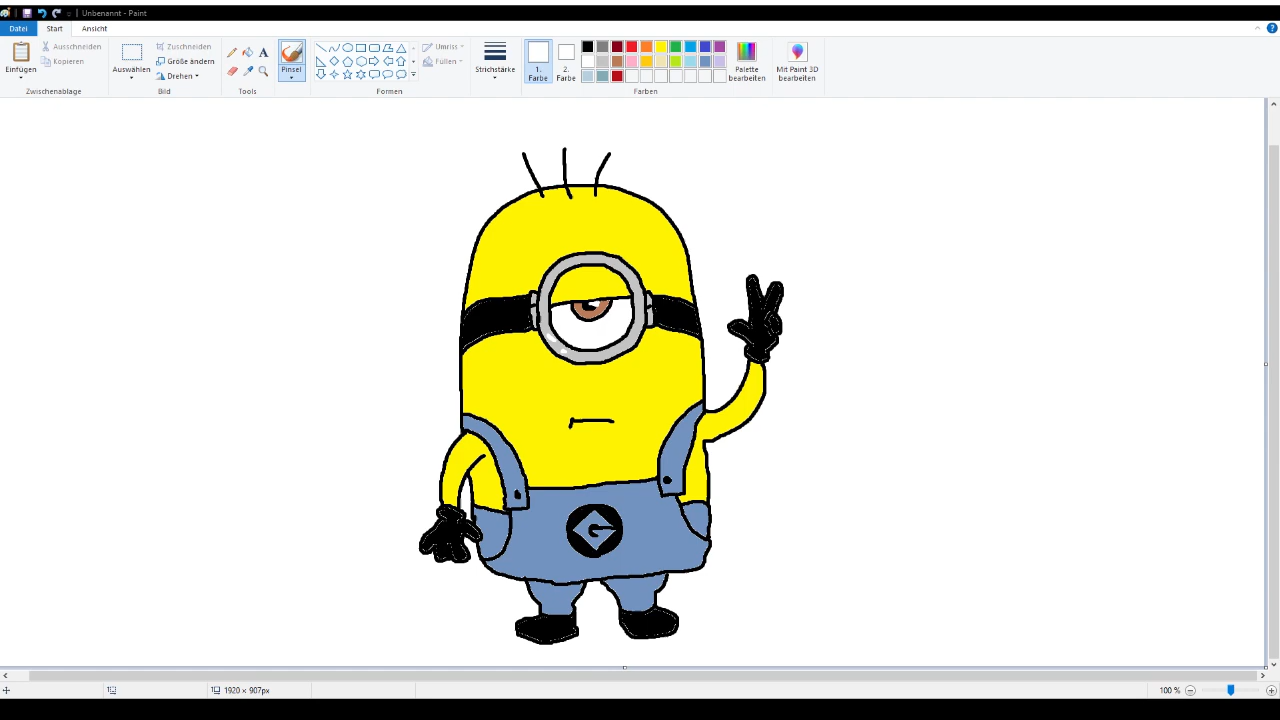 Unbenannt - Paint
Datei Start Ansicht
Einfügen
Ausschneiden
Kopieren
Zwischenablage
Auswählen
Zuschneiden
Größe ändern
Drehen
Bild
A
Tools
Pinsel
Formen
Umriss
Füllen
Strichstärke
1.
Farbe
2.
Farbe
Farben
Palette
bearbeiten
Mit Paint 3D
bearbeiten
G
1920 × 907px
100 %